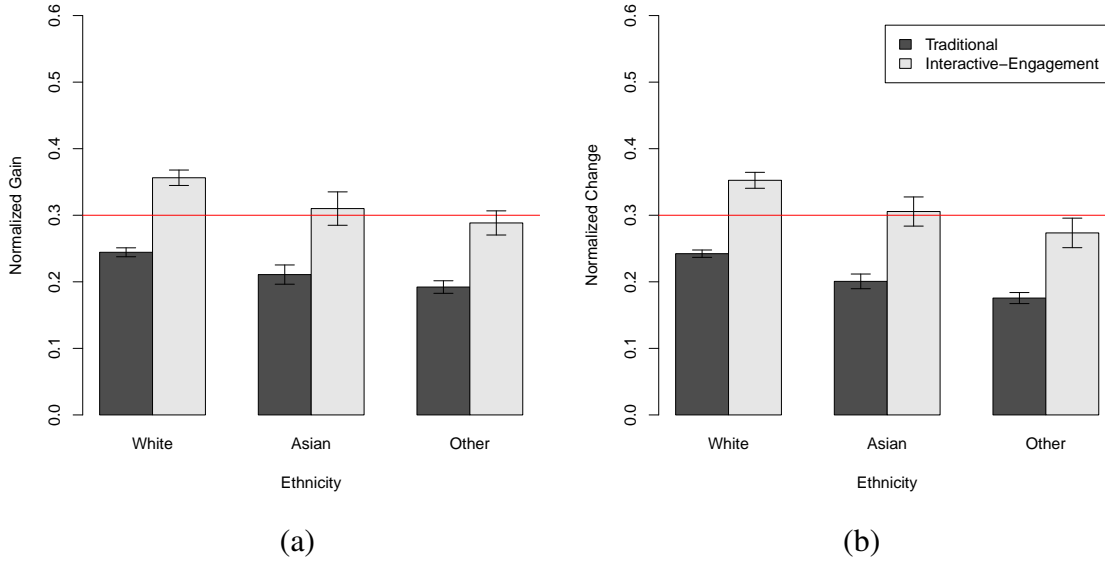 0.6
0.5
0.4
0.3
0.2
0.1
0.0
Normalized Gain
White
Asian
Other
Ethnicity
(a)
0.6
0.5
0.4
0.3
0.2
0.1
0.0
Normalized Change
Traditional
Interactive−Engagement
White
Asian
Other
Ethnicity
(b)